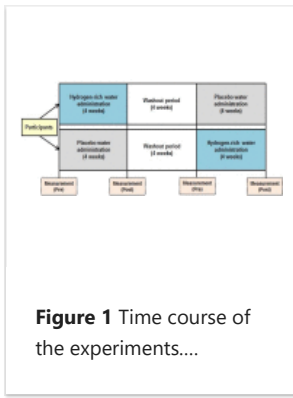 Hydrogen-rich water
administration
(4 weeks)
Washout period
(4 weeks)
Placebo-water
administration
(4 weeks)
Participants
Placebo-water
administration
(4 weeks)
Washout period
(4 weeks)
Hydrogen-rich water
administration
(4 weeks)
Measurement
(Pre)
Measurement
(Post)
Measurement
(Pre)
Measurement
(Post)
Figure 1 Time course of
the experiments....